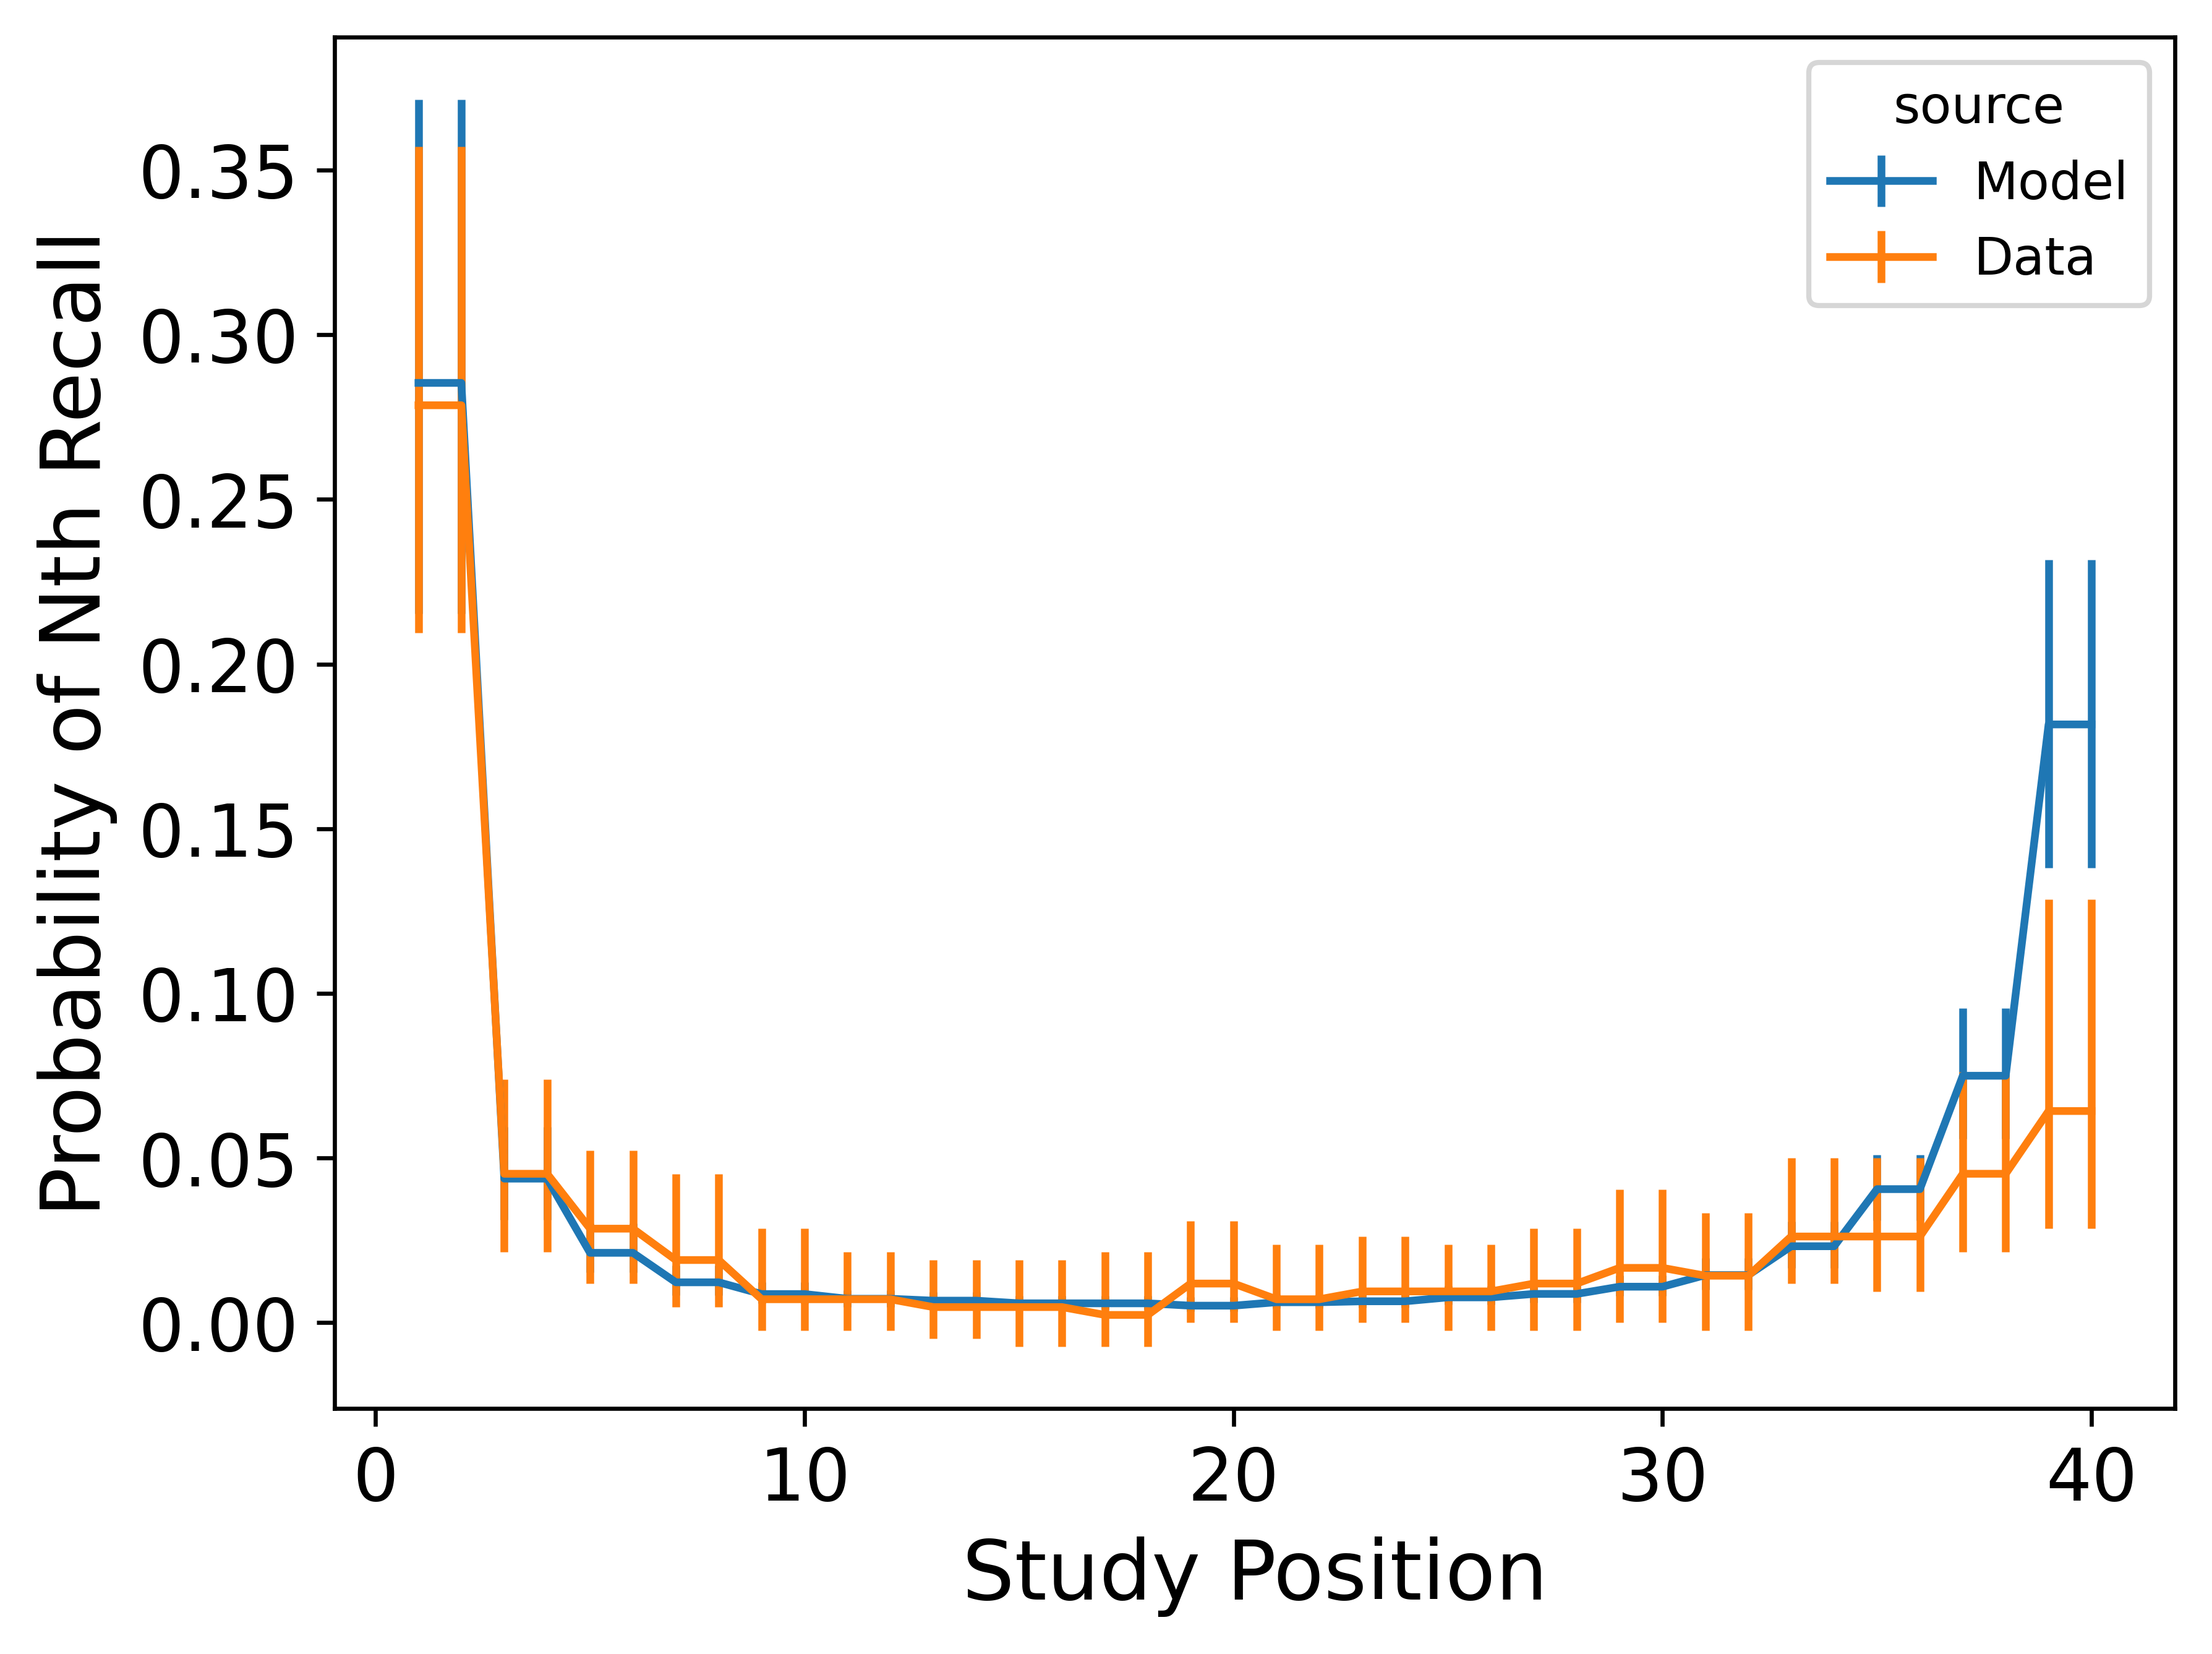 source
Model
Data
Probability of Nth Recall
0.35
0.30
0.25
0.20
0.15
0.10
0.05
0.00
0 10 20 30 40
Study Position